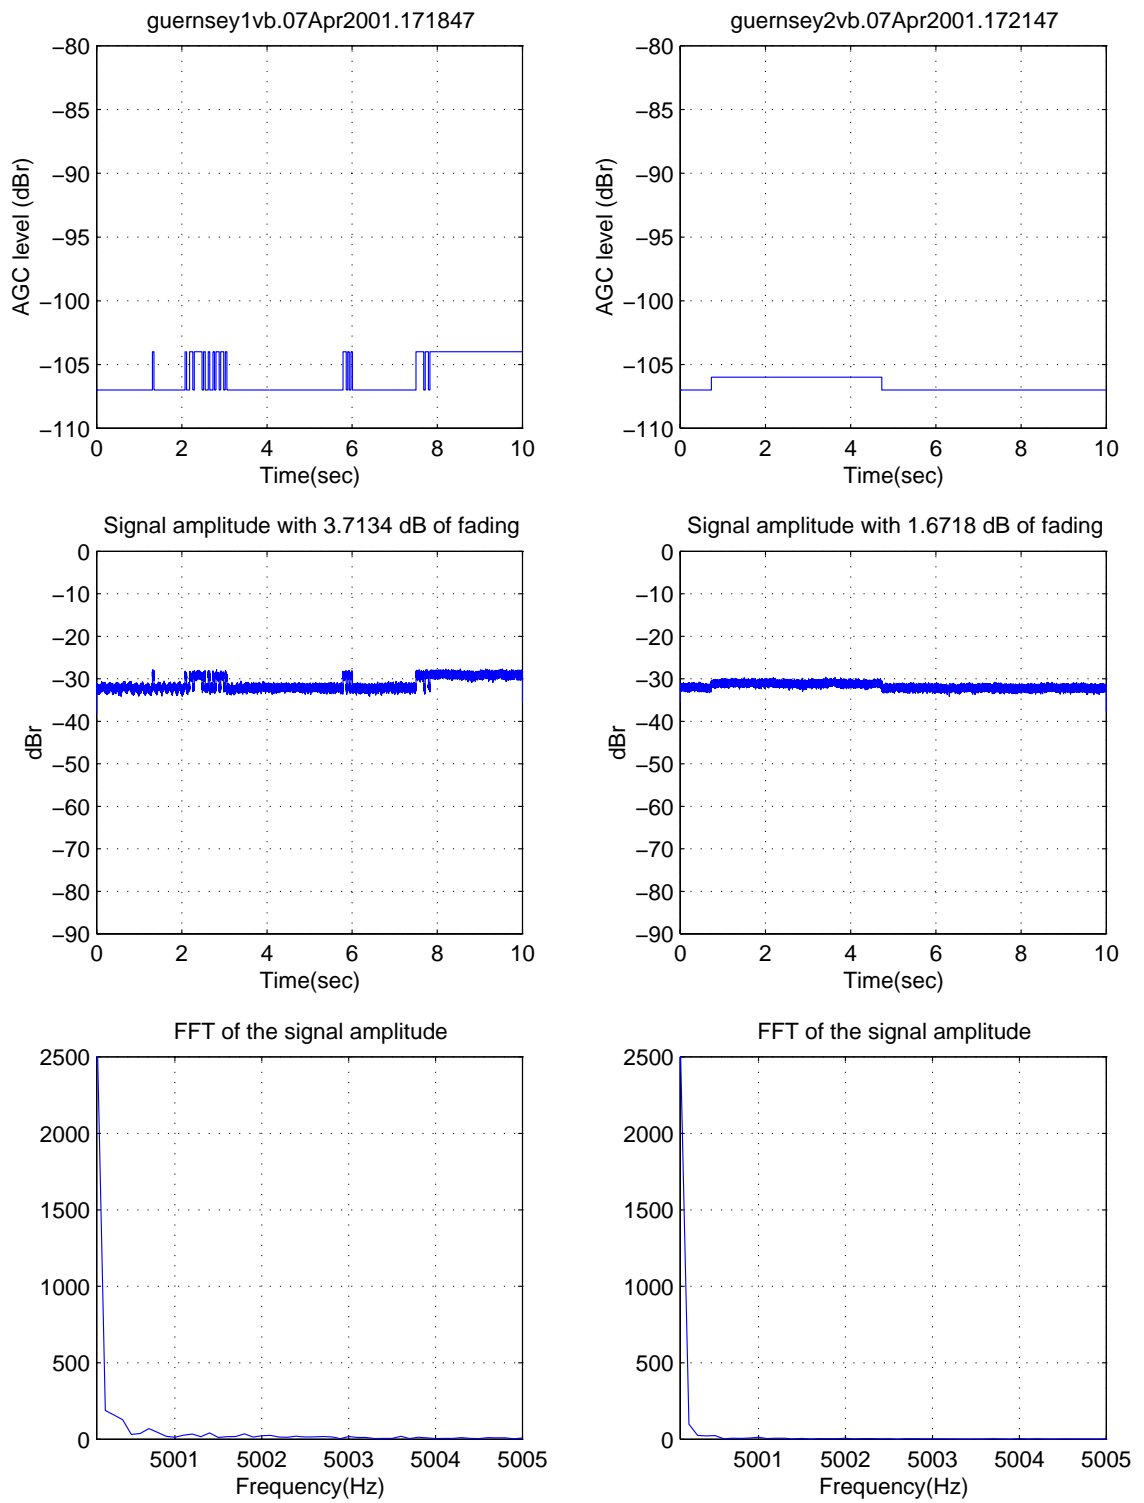 guernsey1vb.07Apr2001.171847
−80
−85
−90
−95
−100
−105
−110
0 2 4 6 8 10
AGC level (dBr)
Time(sec)
guernsey2vb.07Apr2001.172147
−80
−85
−90
−95
−100
−105
−110
0 2 4 6 8 10
AGC level (dBr)
Time(sec)
Signal amplitude with 3.7134 dB of fading
0
−10
−20
−30
−40
−50
−60
−70
−80
−90
0 2 4 6 8 10
dBr
Time(sec)
Signal amplitude with 1.6718 dB of fading
0
−10
−20
−30
−40
−50
−60
−70
−80
−90
0 2 4 6 8 10
dBr
Time(sec)
FFT of the signal amplitude
2500
2000
1500
1000
500
0
5001 5002 5003 5004 5005
Frequency(Hz)
FFT of the signal amplitude
2500
2000
1500
1000
500
0
5001 5002 5003 5004 5005
Frequency(Hz)